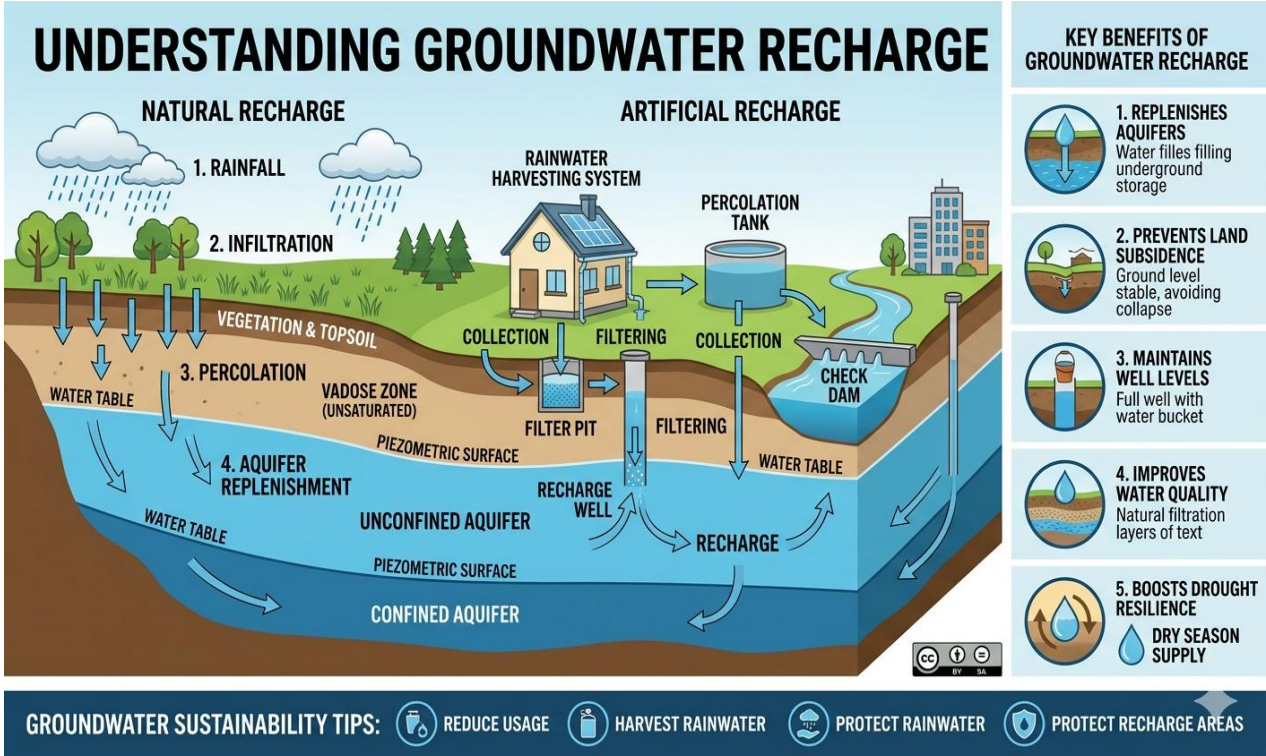 UNDERSTANDING GROUNDWATER RECHARGE
NATURAL RECHARGE
1. RAINFALL
2. INFILTRATION
VEGETATION & TOPSOIL
3. PERCOLATION
VADOSE ZONE
(UNSATURATED)
WATER TABLE
PIEZOMETRIC SURFACE
4. AQUIFER
REPLENISHMENT
UNCONFINED AQUIFER
WATER TABLE
PIEZOMETRIC SURFACE
CONFINED AQUIFER
ARTIFICIAL RECHARGE
RAINWATER
HARVESTING SYSTEM
PERCOLATION
TANK
COLLECTION
FILTERING
COLLECTION
CHECK
DAM
FILTER PIT
FILTERING
WATER TABLE
RECHARGE
WELL
RECHARGE
cc
BY SA
KEY BENEFITS OF
GROUNDWATER RECHARGE
1. REPLENISHES
AQUIFERS
Water filles filling
underground
storage
2. PREVENTS LAND
SUBSIDENCE
Ground level
stable, avoiding
collapse
3. MAINTAINS
WELL LEVELS
Full well with
water bucket
4. IMPROVES
WATER QUALITY
Natural filtration
layers of text
5. BOOSTS DROUGHT
RESILIENCE
DRY SEASON
SUPPLY
GROUNDWATER SUSTAINABILITY TIPS: REDUCE USAGE HARVEST RAINWATER PROTECT RAINWATER PROTECT RECHARGE AREAS